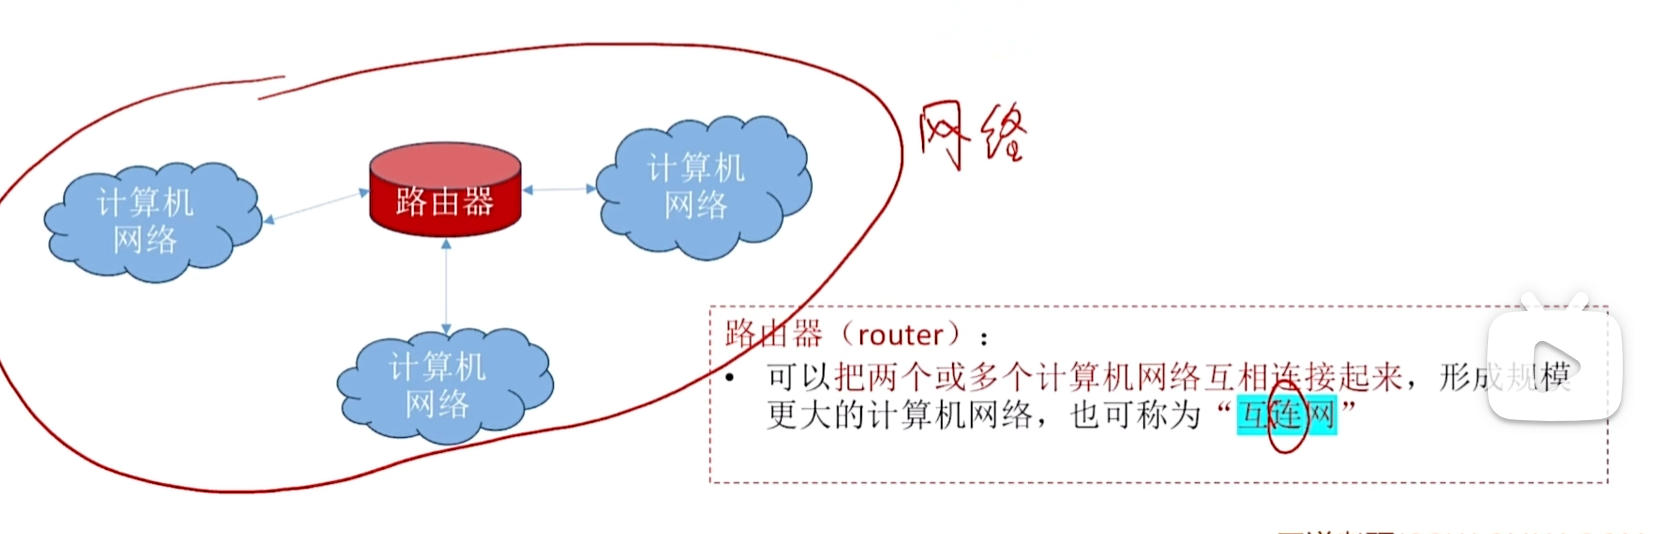 网络
计算机
网络
路由器
计算机
网络
计算机
网络
路由器（router）：
• 可以把两个或多个计算机网络互相连接起来，形成规模
更大的计算机网络，也可称为“互连网”